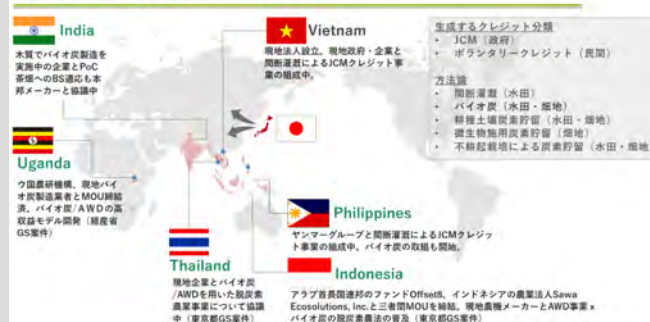 India
木質でバイオ炭製造を
実施中の企業とPoC
茶畑へのBS適応も本
邦メーカーと協議中
Vietnam
現地法人設立。現地政府・企業と
間断灌漑によるJCMクレジット事
業の組成中。
生成するクレジット分類
• JCM（政府）
• ボランタリークレジット（民間）
方法論
• 間断灌漑（水田）
• バイオ炭（水田・畑地）
• 耕種土壌炭素貯留（水田・畑地）
• 微生物施用炭素貯留（畑地）
• 不耕起栽培による炭素貯留（水田・畑地
Uganda
ウ国農研機構、現地バイ
オ炭製造業者とMOU締結
済。バイオ炭/AWDの高
収益モデル開発（経産省
GS案件）
Philippines
ヤンマーグループと間断灌漑によるJCMクレジッ
ト事業の組成中。バイオ炭の取組も開始。
Thailand
現地企業とバイオ炭
/AWDを用いた脱炭素
農業事業について協議
中（東京都GS案件）
Indonesia
アラブ首長国連邦のファンドOffset8、インドネシアの農業法人Sawa
Ecosolutions, Inc.と三者間MOUを締結。現地農機メーカーとAWD事業 x
バイオ炭の脱炭素農法の普及（東京都GS案件）